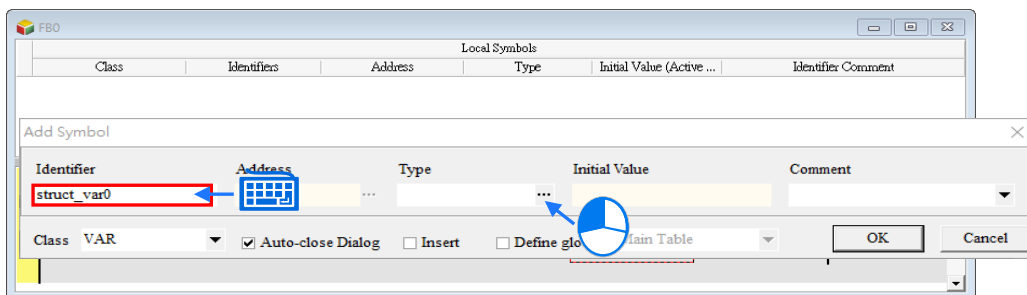 FB0
Local Symbols
Class Identifiers Address Type Initial Value (Active ... Identifier Comment
Add Symbol
Identifier Address Type Initial Value Comment
struct_var0 ... ...
Class VAR Auto-close Dialog Insert Define glo Main Table OK Cancel